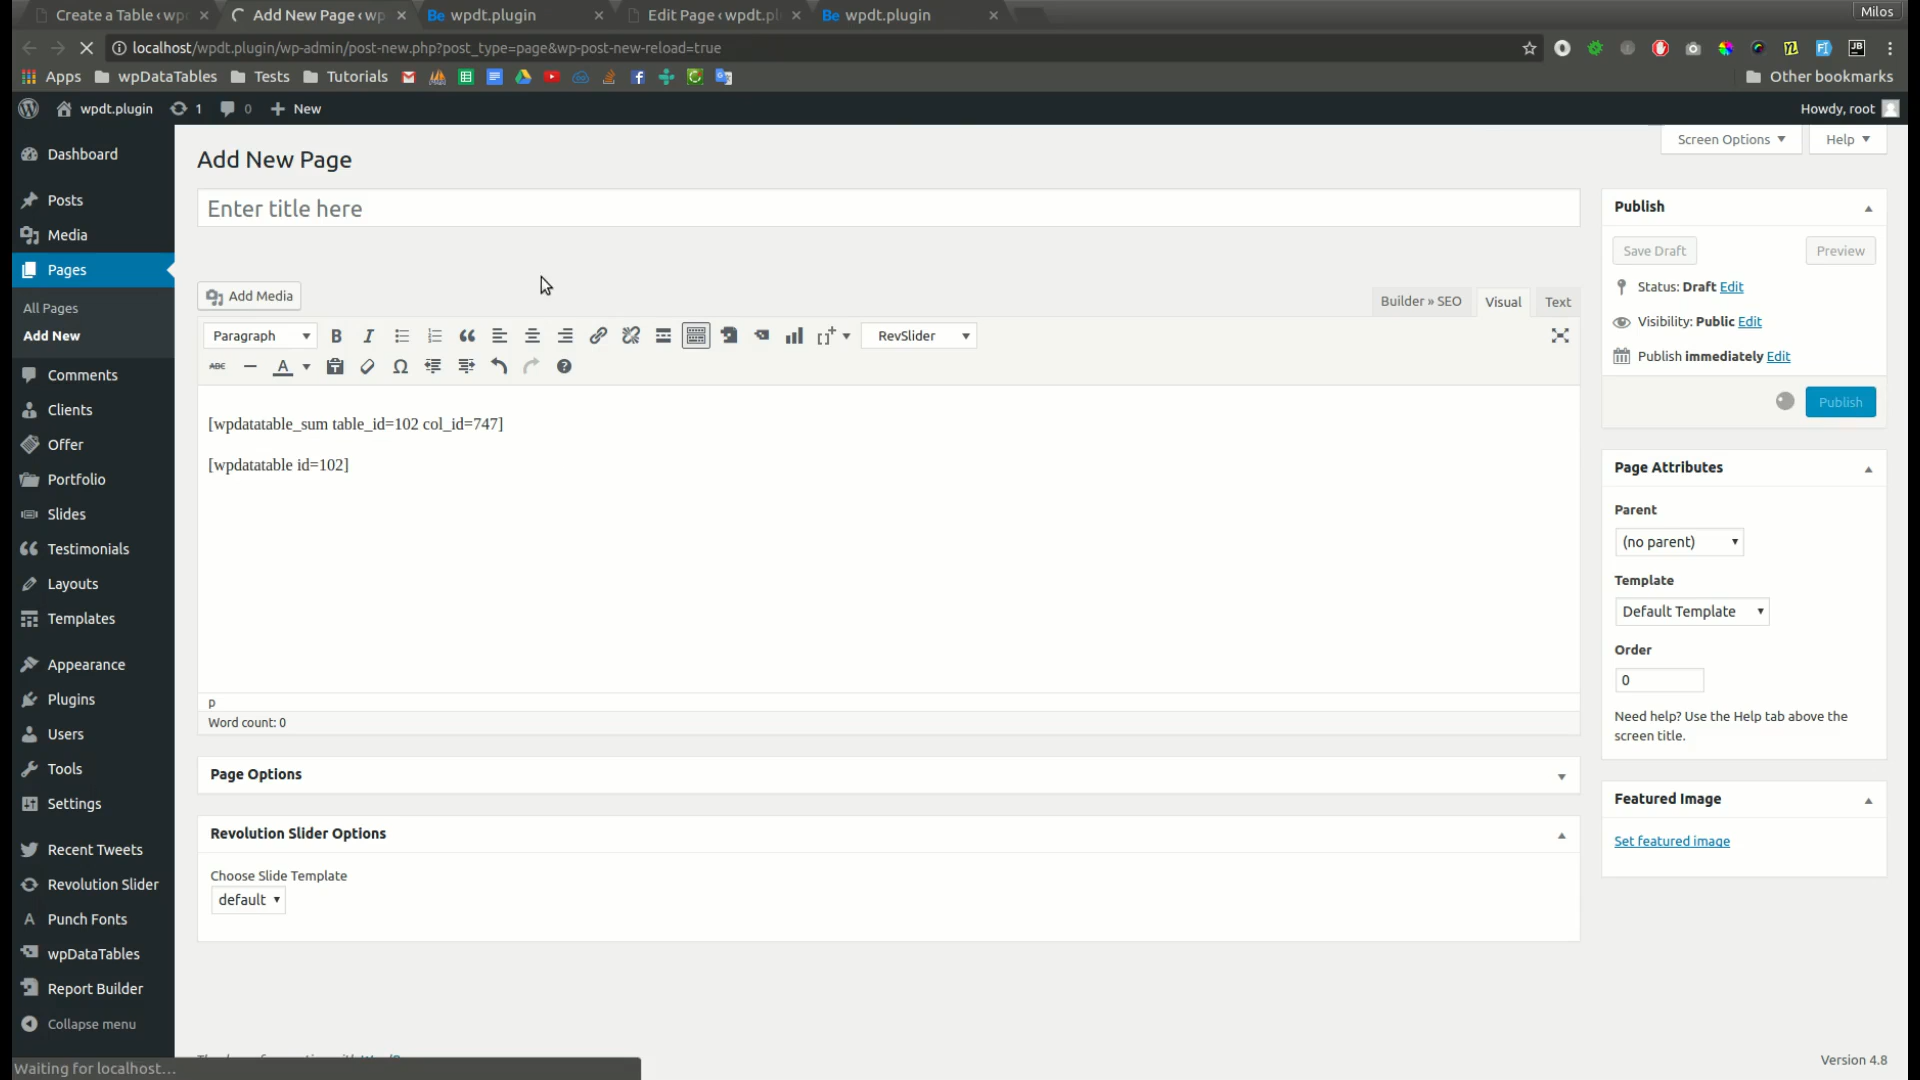 Create a Table ‹ wp
Add New Page ‹ wp
Be wpdt.plugin
Edit Page ‹ wpdt.pl
Be wpdt.plugin
Milos
localhost/wpdt.plugin/wp-admin/post-new.php?post_type=page&wp-post-new-reload=true
Apps wpDataTables Tests Tutorials
Other bookmarks
wpdt.plugin 1 0 New
Howdy, root
Screen Options
Help
Dashboard
Posts
Media
Pages
All Pages
Add New
Comments
Clients
Offer
Portfolio
Slides
Testimonials
Layouts
Templates
Appearance
Plugins
Users
Tools
Settings
Recent Tweets
Revolution Slider
Punch Fonts
wpDataTables
Report Builder
Collapse menu
Add New Page
Enter title here
Add Media
Builder » SEO Visual Text
Paragraph
B I
RevSlider
ABC
A
Ω
[wpdatatable_sum table_id=102 col_id=747]
[wpdatatable id=102]
p
Word count: 0
Page Options
Revolution Slider Options
Choose Slide Template
default
Publish
Save Draft
Preview
Status: Draft Edit
Visibility: Public Edit
Publish immediately Edit
Publish
Page Attributes
Parent
(no parent)
Template
Default Template
Order
0
Need help? Use the Help tab above the
screen title.
Featured Image
Set featured image
Waiting for localhost...
Version 4.8